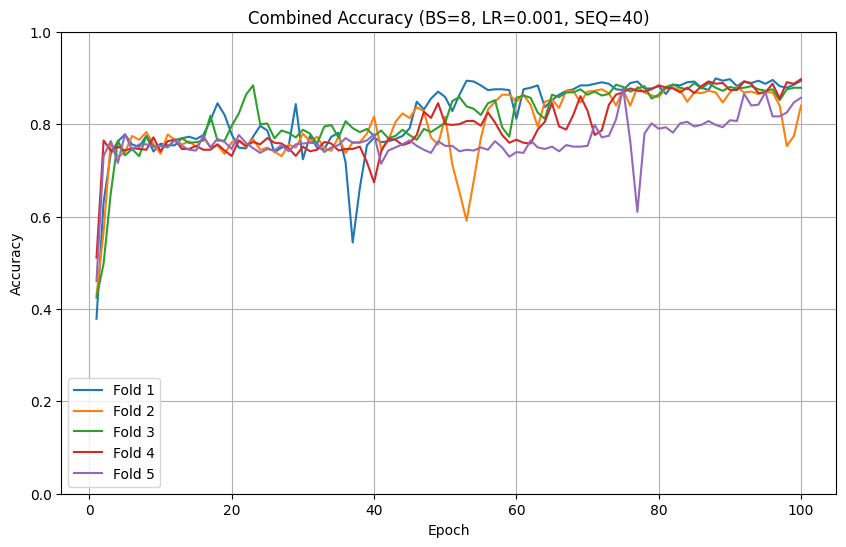 Combined Accuracy (BS=8, LR=0.001, SEQ=40)
1.0
0.8
0.6
0.4
0.2
0.0
Accuracy
Fold 1
Fold 2
Fold 3
Fold 4
Fold 5
0 20 40 60 80 100
Epoch